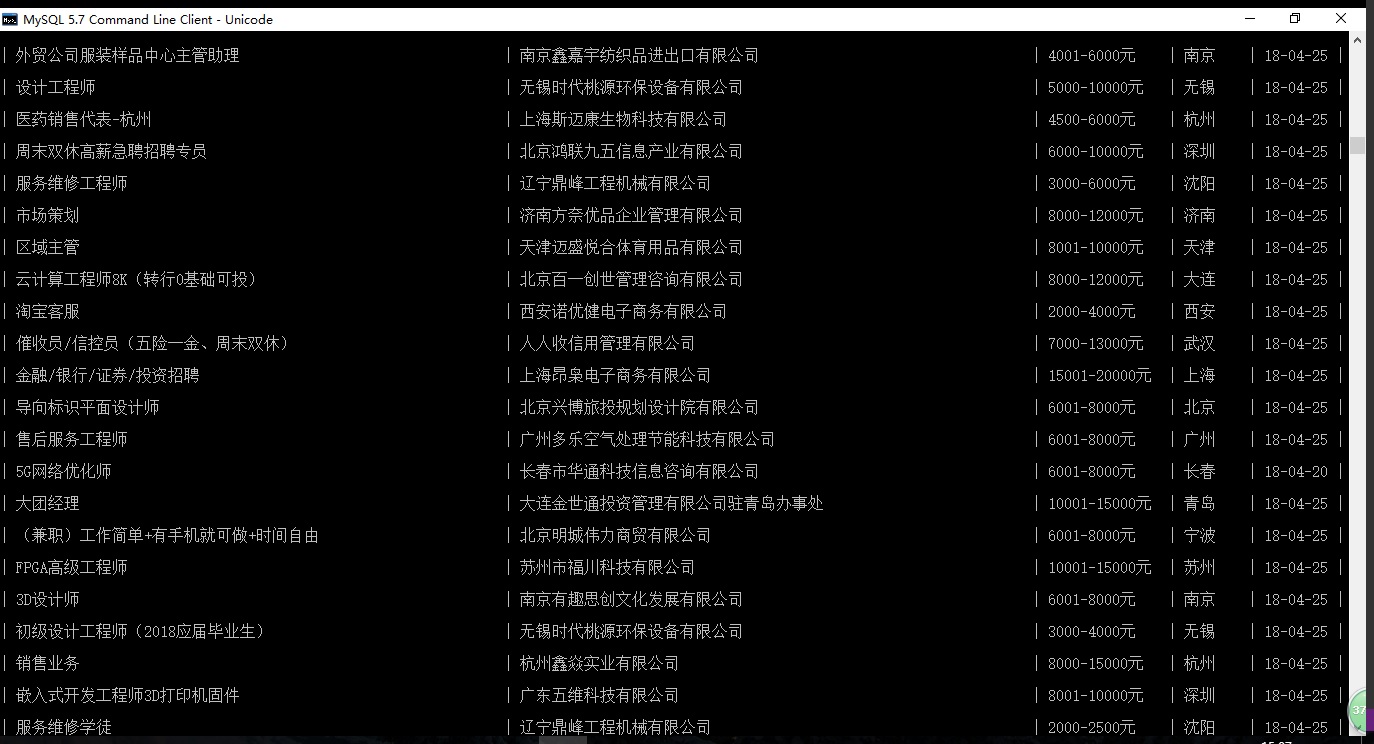 MySQL 5.7 Command Line Client - Unicode
| 外贸公司服装样品中心主管助理 | 南京鑫嘉宇纺织品进出口有限公司 | 4001-6000元 | 南京 | 18-04-25 |
| 设计工程师 | 无锡时代桃源环保设备有限公司 | 5000-10000元 | 无锡 | 18-04-25 |
| 医药销售代表-杭州 | 上海斯迈康生物科技有限公司 | 4500-6000元 | 杭州 | 18-04-25 |
| 周末双休高薪急聘招聘专员 | 北京鸿联九五信息产业有限公司 | 6000-10000元 | 深圳 | 18-04-25 |
| 服务维修工程师 | 辽宁鼎峰工程机械有限公司 | 3000-6000元 | 沈阳 | 18-04-25 |
| 市场策划 | 济南方奈优品企业管理有限公司 | 8000-12000元 | 济南 | 18-04-25 |
| 区域主管 | 天津迈盛悦合体育用品有限公司 | 8001-10000元 | 天津 | 18-04-25 |
| 云计算工程师8K（转行0基础可投） | 北京百一创世管理咨询有限公司 | 8000-12000元 | 大连 | 18-04-25 |
| 淘宝客服 | 西安诺优健电子商务有限公司 | 2000-4000元 | 西安 | 18-04-25 |
| 催收员/信控员（五险一金、周末双休） | 人人收信用管理有限公司 | 7000-13000元 | 武汉 | 18-04-25 |
| 金融/银行/证券/投资招聘 | 上海昂枭电子商务有限公司 | 15001-20000元 | 上海 | 18-04-25 |
| 导向标识平面设计师 | 北京兴博旅投规划设计院有限公司 | 6001-8000元 | 北京 | 18-04-25 |
| 售后服务工程师 | 广州多乐空气处理节能科技有限公司 | 6001-8000元 | 广州 | 18-04-25 |
| 5G网络优化师 | 长春市华通科技信息咨询有限公司 | 6001-8000元 | 长春 | 18-04-20 |
| 大团经理 | 大连金世通投资管理有限公司驻青岛办事处 | 10001-15000元 | 青岛 | 18-04-25 |
| （兼职）工作简单+有手机就可做+时间自由 | 北京明城伟力商贸有限公司 | 6001-8000元 | 宁波 | 18-04-25 |
| FPGA高级工程师 | 苏州市福川科技有限公司 | 10001-15000元 | 苏州 | 18-04-25 |
| 3D设计师 | 南京有趣思创文化发展有限公司 | 6001-8000元 | 南京 | 18-04-25 |
| 初级设计工程师（2018应届毕业生） | 无锡时代桃源环保设备有限公司 | 3000-4000元 | 无锡 | 18-04-25 |
| 销售业务 | 杭州鑫焱实业有限公司 | 8000-15000元 | 杭州 | 18-04-25 |
| 嵌入式开发工程师3D打印机固件 | 广东五维科技有限公司 | 8001-10000元 | 深圳 | 18-04-25 |
| 服务维修学徒 | 辽宁鼎峰工程机械有限公司 | 2000-2500元 | 沈阳 | 18-04-25 |
37